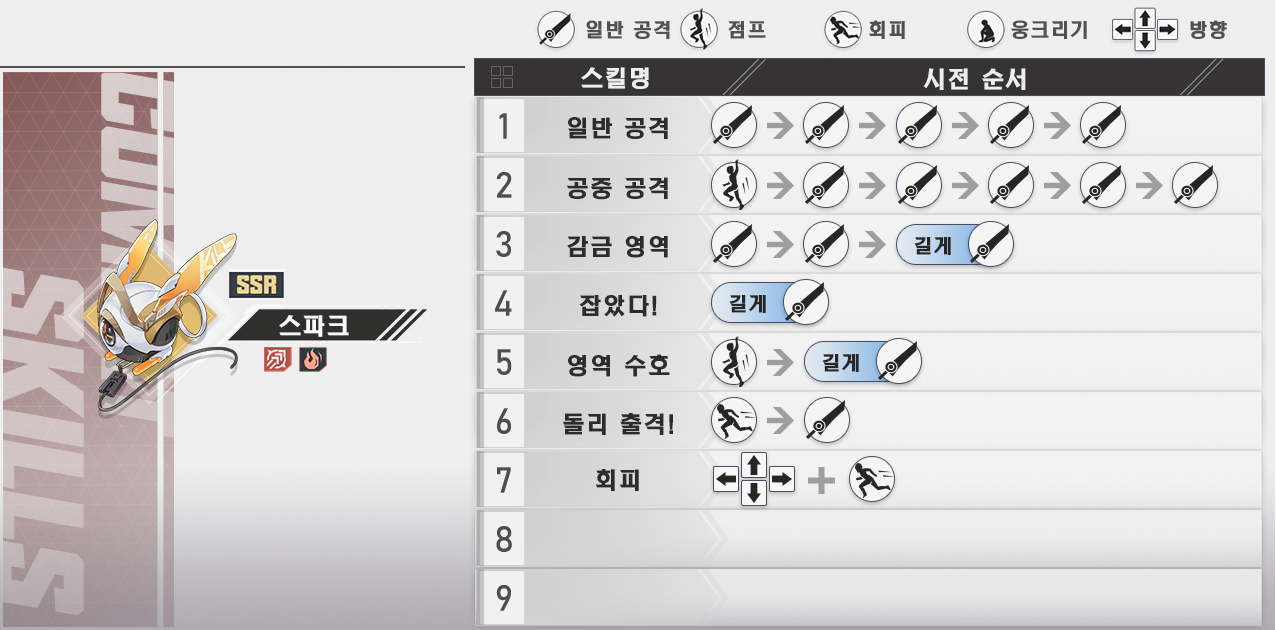 일반 공격 점프 회피 웅크리기 방향
스킬명 시전 순서
1 일반 공격
2 공중 공격
3 감금 영역 길게
4 잡았다! 길게
5 영역 수호 길게
6 돌리 출격!
7 회피
8
9
COM
SKILLS
KIL
SSR
스파크